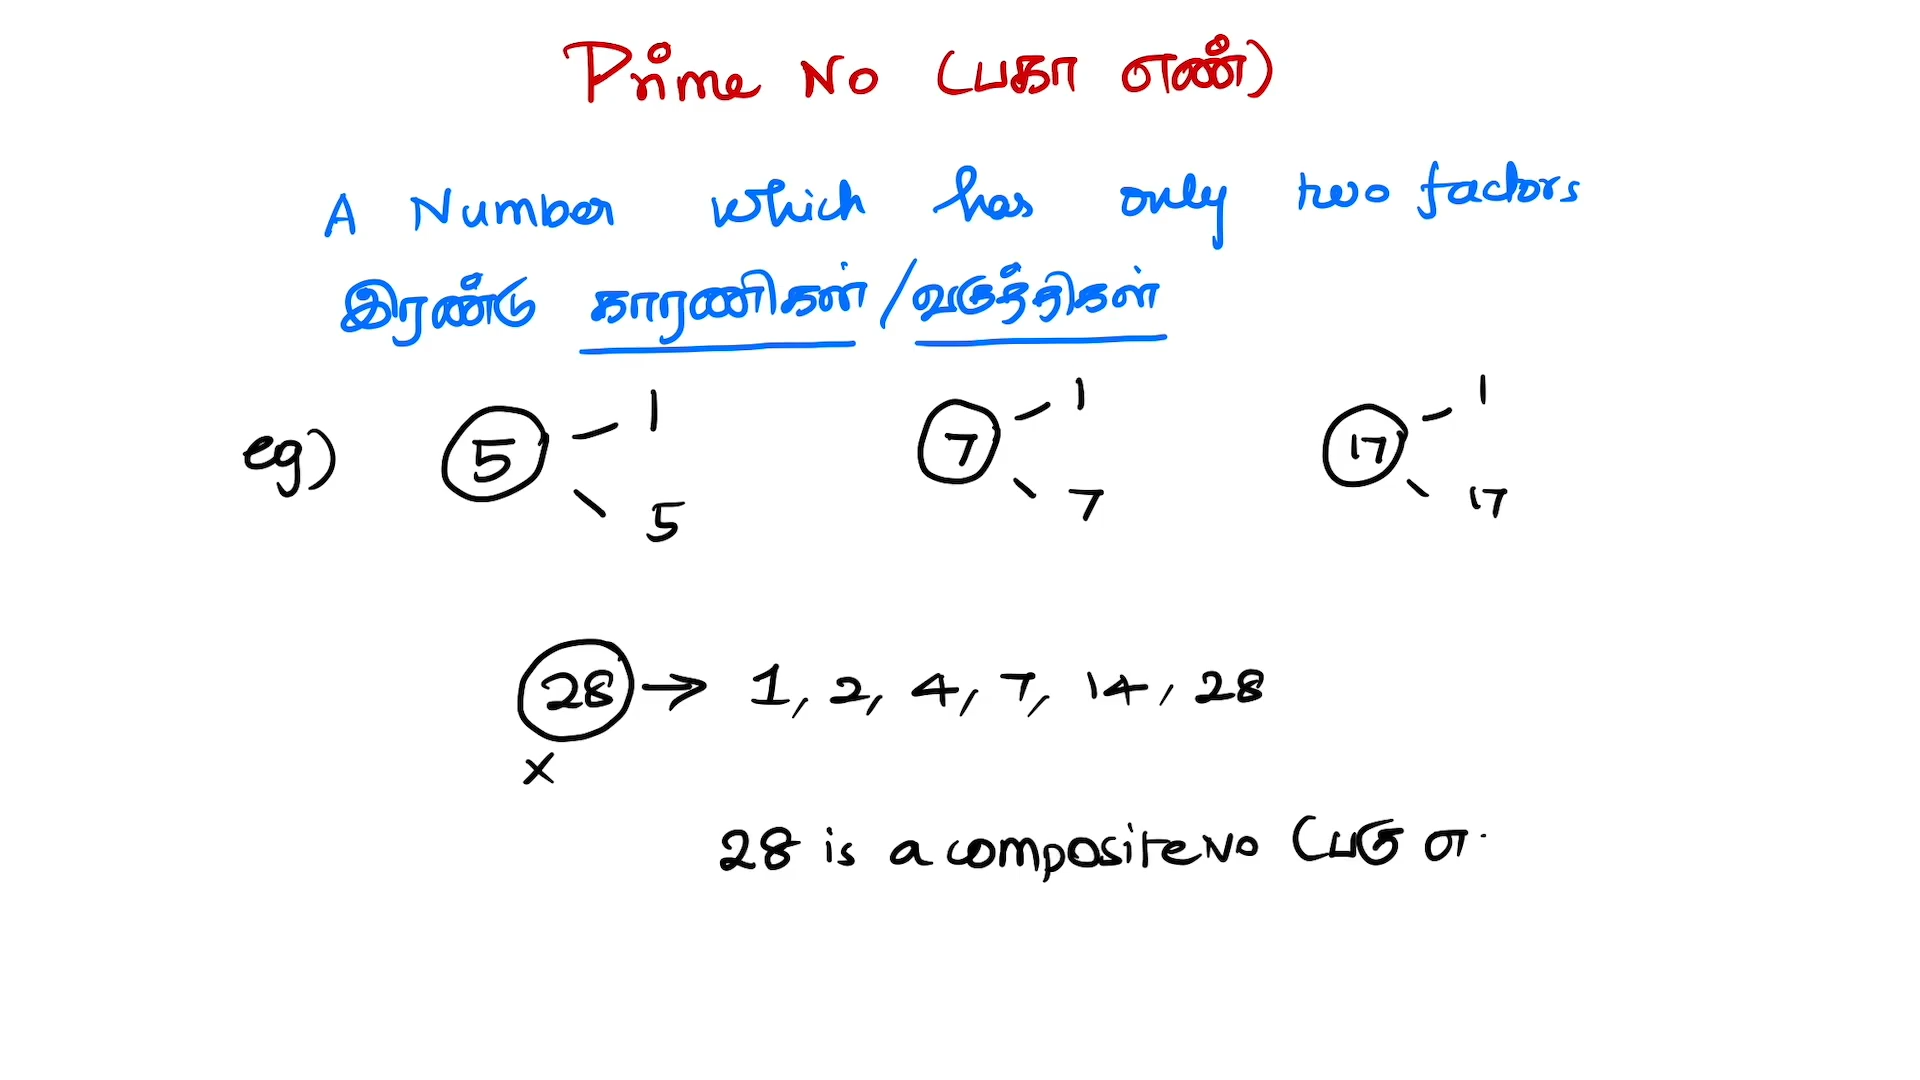 Prime No (பகா எண்)
A Number which has only two factors
இரண்டு காரணிகள் / வகுத்திகள்
eg) 5 1 5 7 1 7 17 1 17
28 → 1, 2, 4, 7, 14, 28
x
28 is a composite No (பகு எ